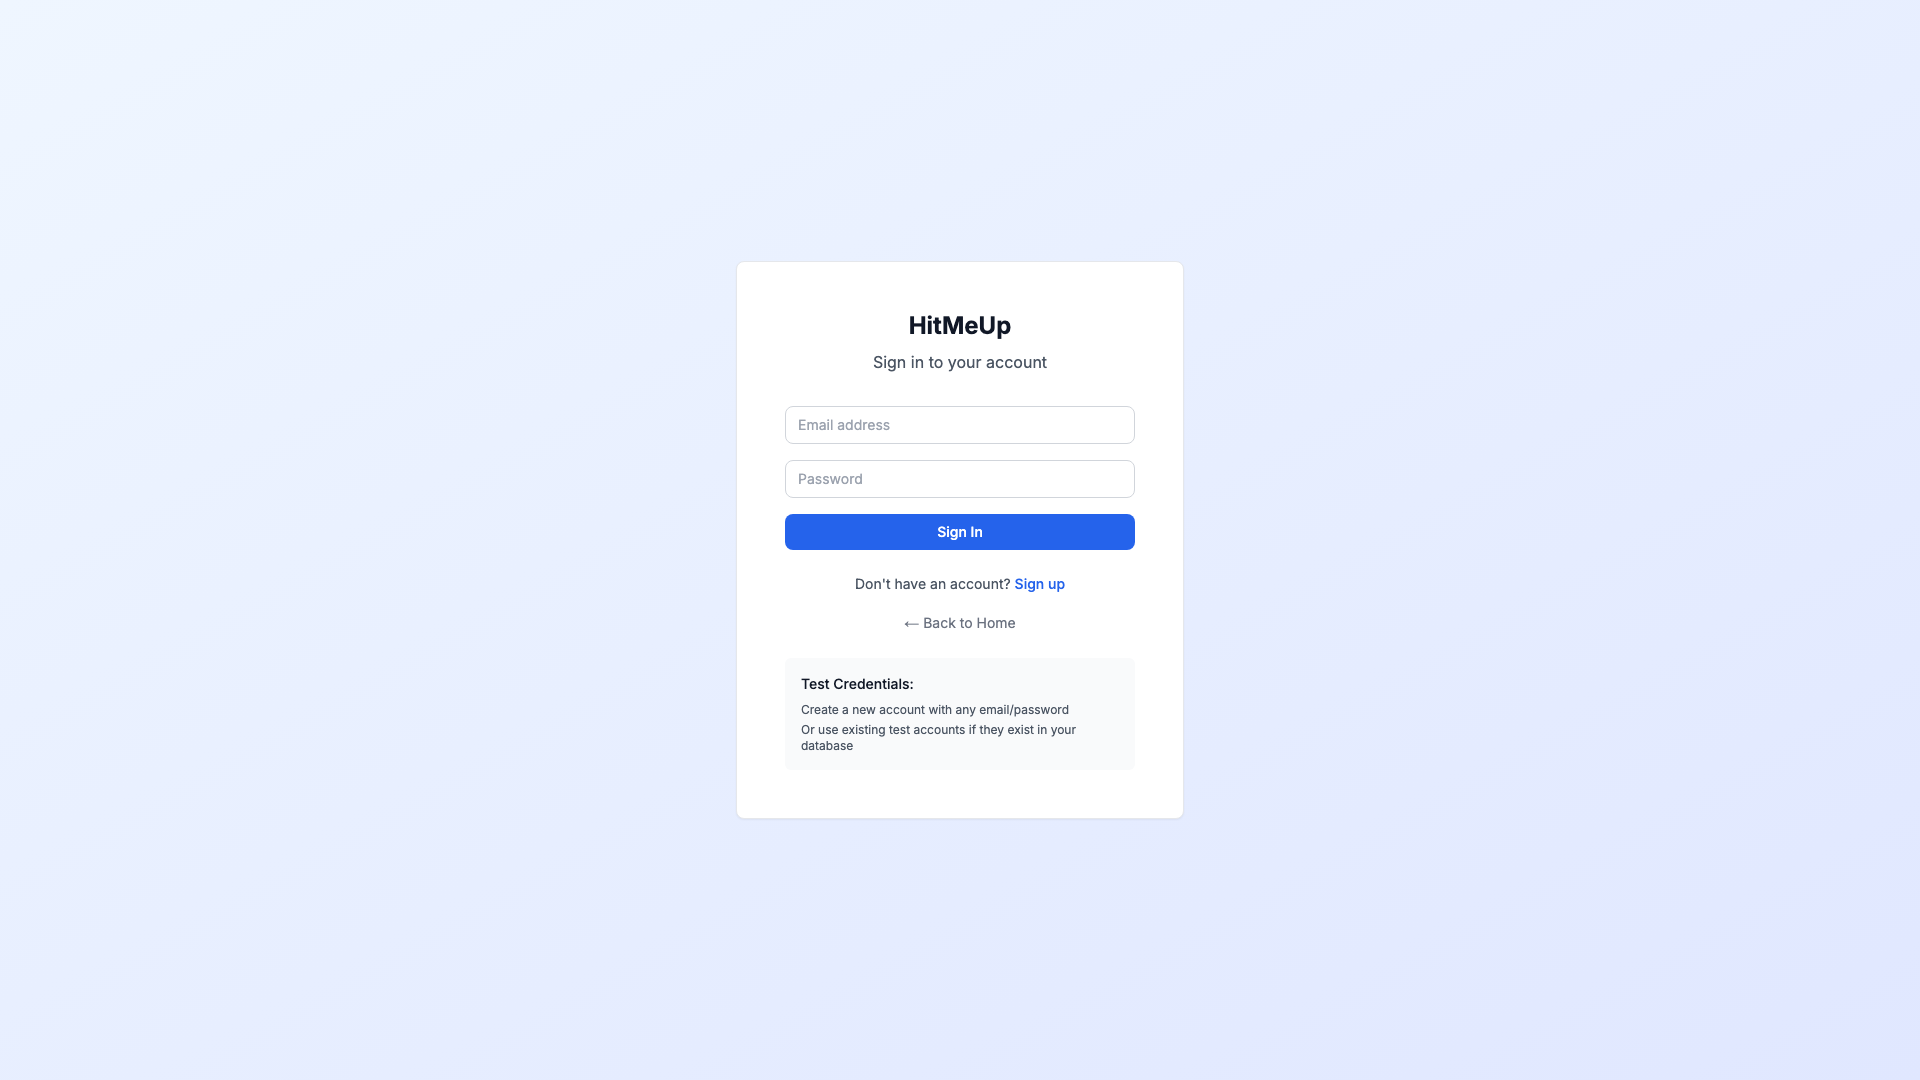 HitMeUp
Sign in to your account
Email address
Password
Sign In
Don't have an account? Sign up
← Back to Home
Test Credentials:
Create a new account with any email/password
Or use existing test accounts if they exist in your
database